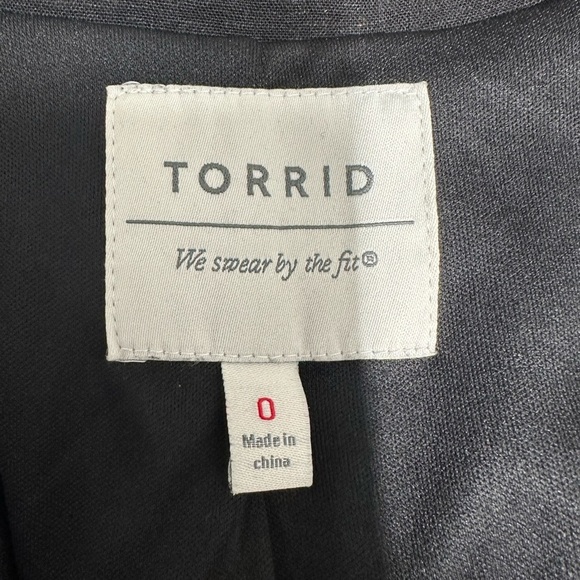 TORRID
We swear by the fit®
0
Made in
china